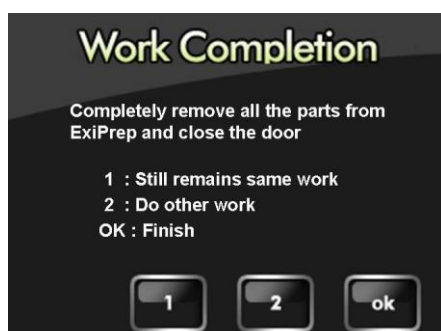 Work Completion
Completely remove all the parts from
ExiPrep and close the door
1 : Still remains same work
2 : Do other work
OK : Finish
1 2 ok